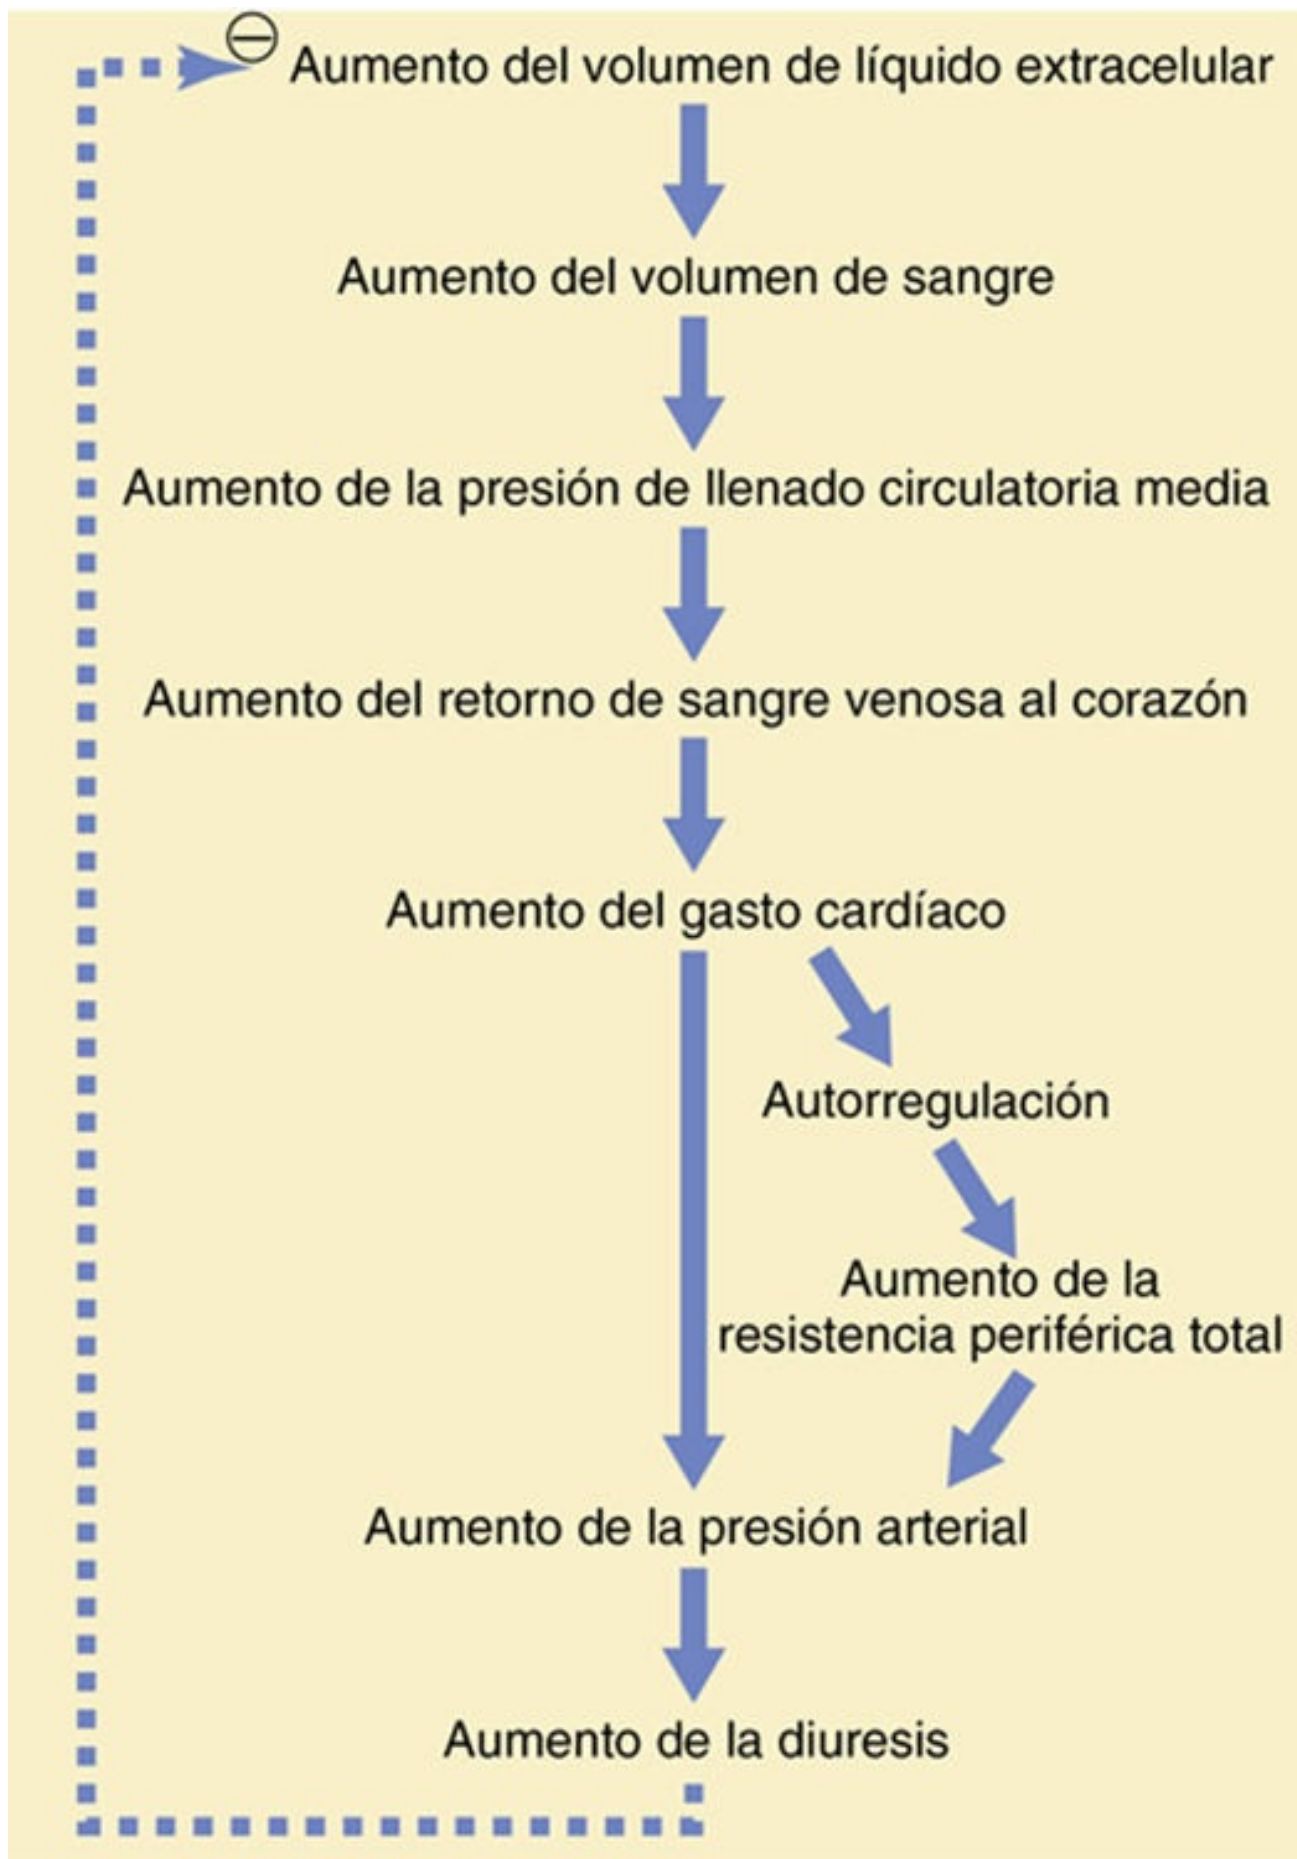 Aumento del volumen de líquido extracelular
Aumento del volumen de sangre
Aumento de la presión de llenado circulatoria media
Aumento del retorno de sangre venosa al corazón
Aumento del gasto cardíaco
Autorregulación
Aumento de la
resistencia periférica total
Aumento de la presión arterial
Aumento de la diuresis